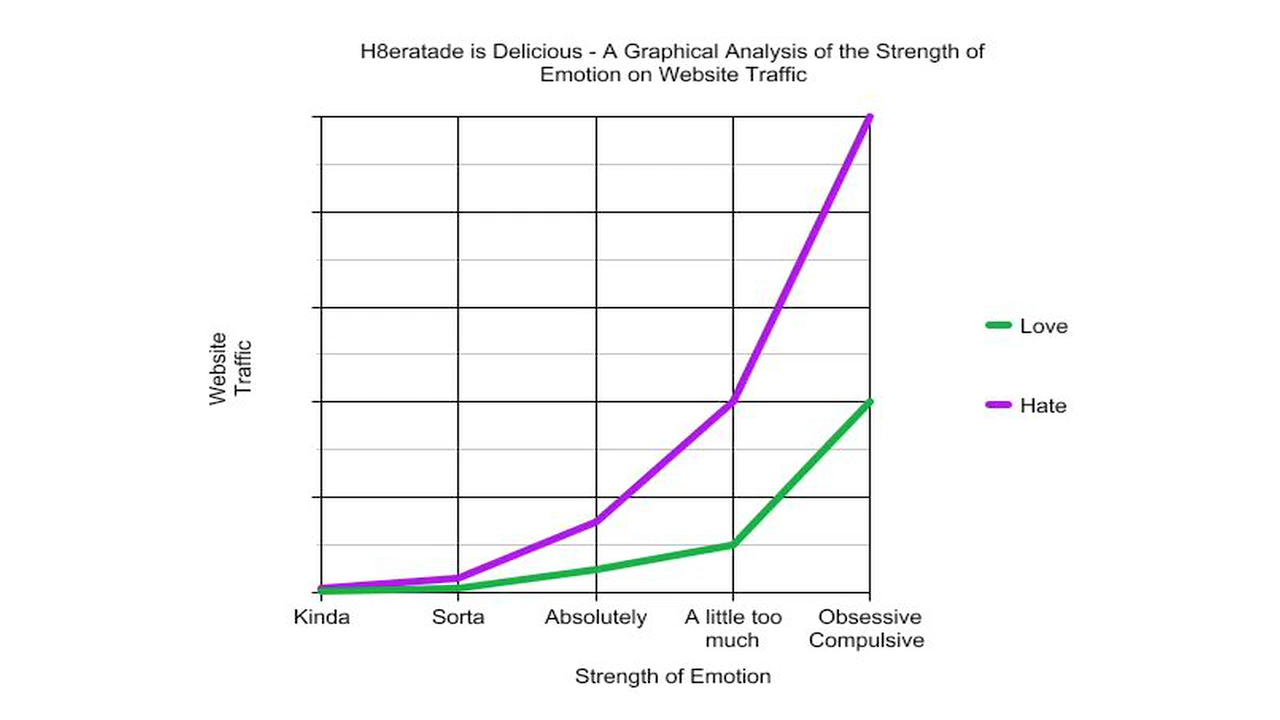 H8eratade is Delicious - A Graphical Analysis of the Strength of
Emotion on Website Traffic
Website
Traffic
Love
Hate
Kinda
Sorta
Absolutely
A little too
much
Obsessive
Compulsive
Strength of Emotion